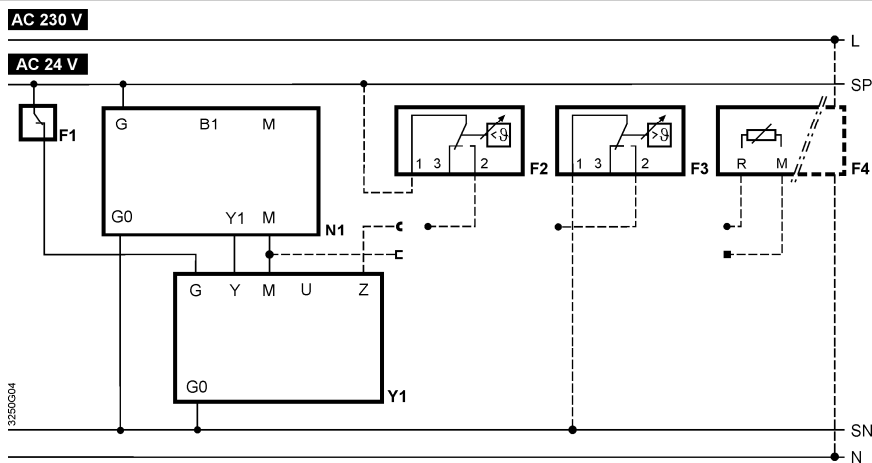 AC 230 V
L
AC 24 V
SP
F1
G B1 M
G0 Y1 M
N1
<ϑ
1 3 2
F2
>ϑ
1 3 2
F3
R M
F4
G Y M U Z
G0
Y1
3250G04
SN
N